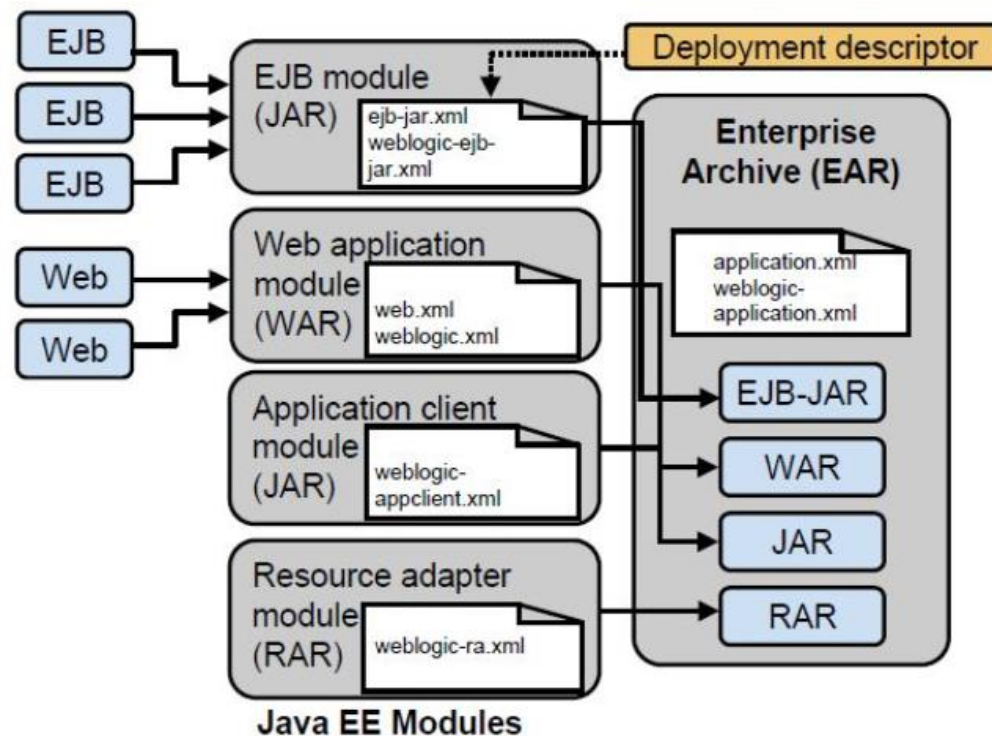 EJB
EJB
EJB
Web
Web
EJB module
(JAR)
ejb-jar.xml
weblogic-ejb-
jar.xml
Web application
module
(WAR)
web.xml
weblogic.xml
Application client
module
(JAR)
weblogic-
appclient.xml
Resource adapter
module
(RAR)
weblogic-ra.xml
Java EE Modules
Deployment descriptor
Enterprise
Archive (EAR)
application.xml
weblogic-
application.xml
EJB-JAR
WAR
JAR
RAR